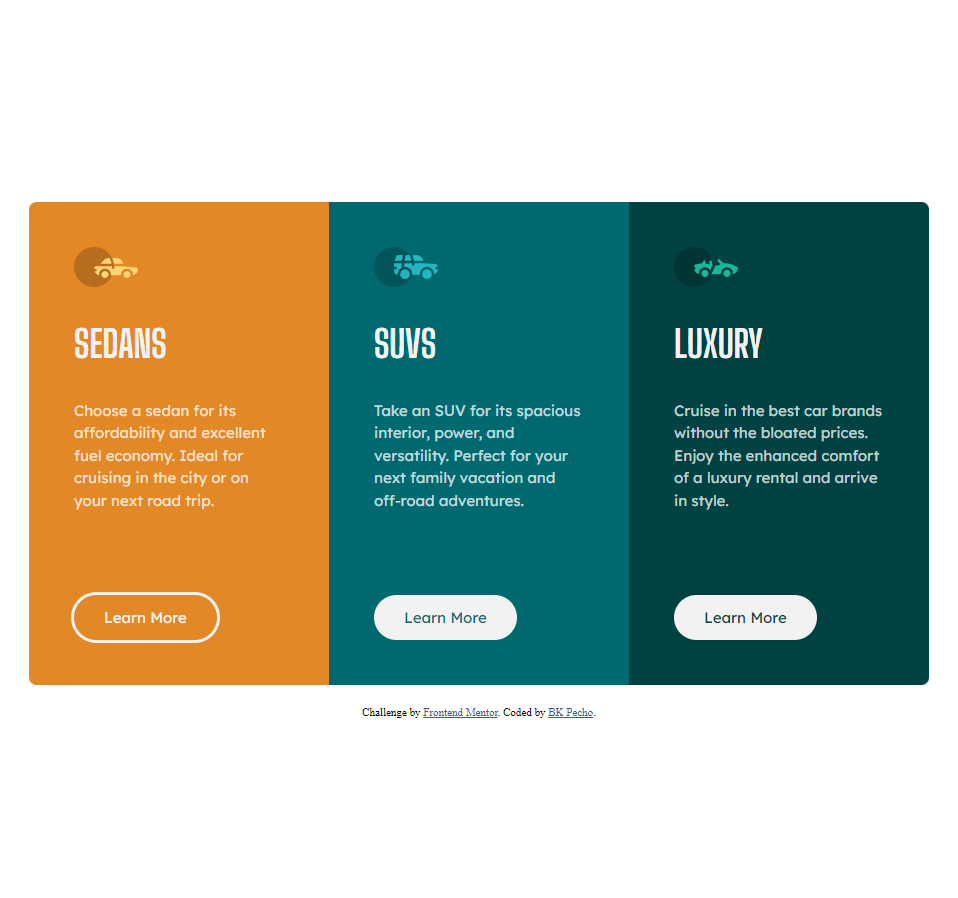 SEDANS
Choose a sedan for its
affordability and excellent
fuel economy. Ideal for
cruising in the city or on
your next road trip.
Learn More
SUVS
Take an SUV for its spacious
interior, power, and
versatility. Perfect for your
next family vacation and
off-road adventures.
Learn More
LUXURY
Cruise in the best car brands
without the bloated prices.
Enjoy the enhanced comfort
of a luxury rental and arrive
in style.
Learn More
Challenge by Frontend Mentor. Coded by BK Pecho.